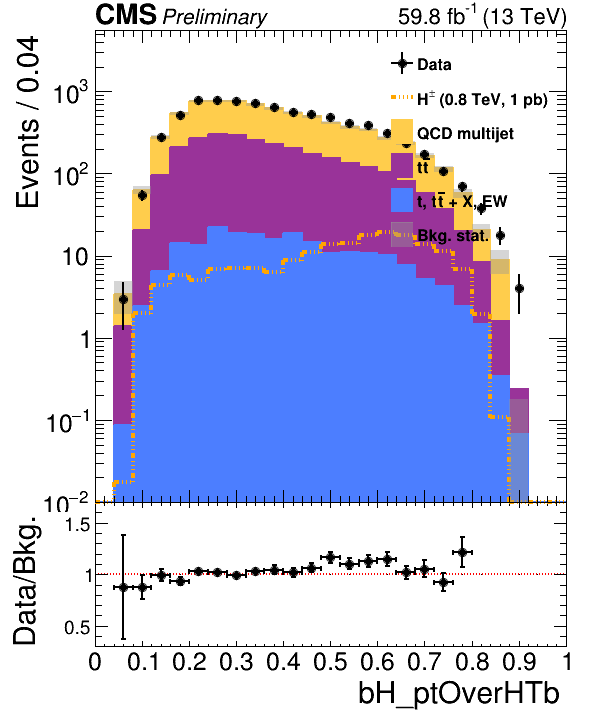 CMS Preliminary 59.8 fb⁻¹ (13 TeV)
Events / 0.04
10³
10²
10
1
10⁻¹
10⁻²
Data
H± (0.8 TeV, 1 pb)
QCD multijet
tt̄
t, tt̄ + X, EW
Bkg. stat.
Data/Bkg.
1.5
1
0.5
0 0.1 0.2 0.3 0.4 0.5 0.6 0.7 0.8 0.9 1
bH_ptOverHTb